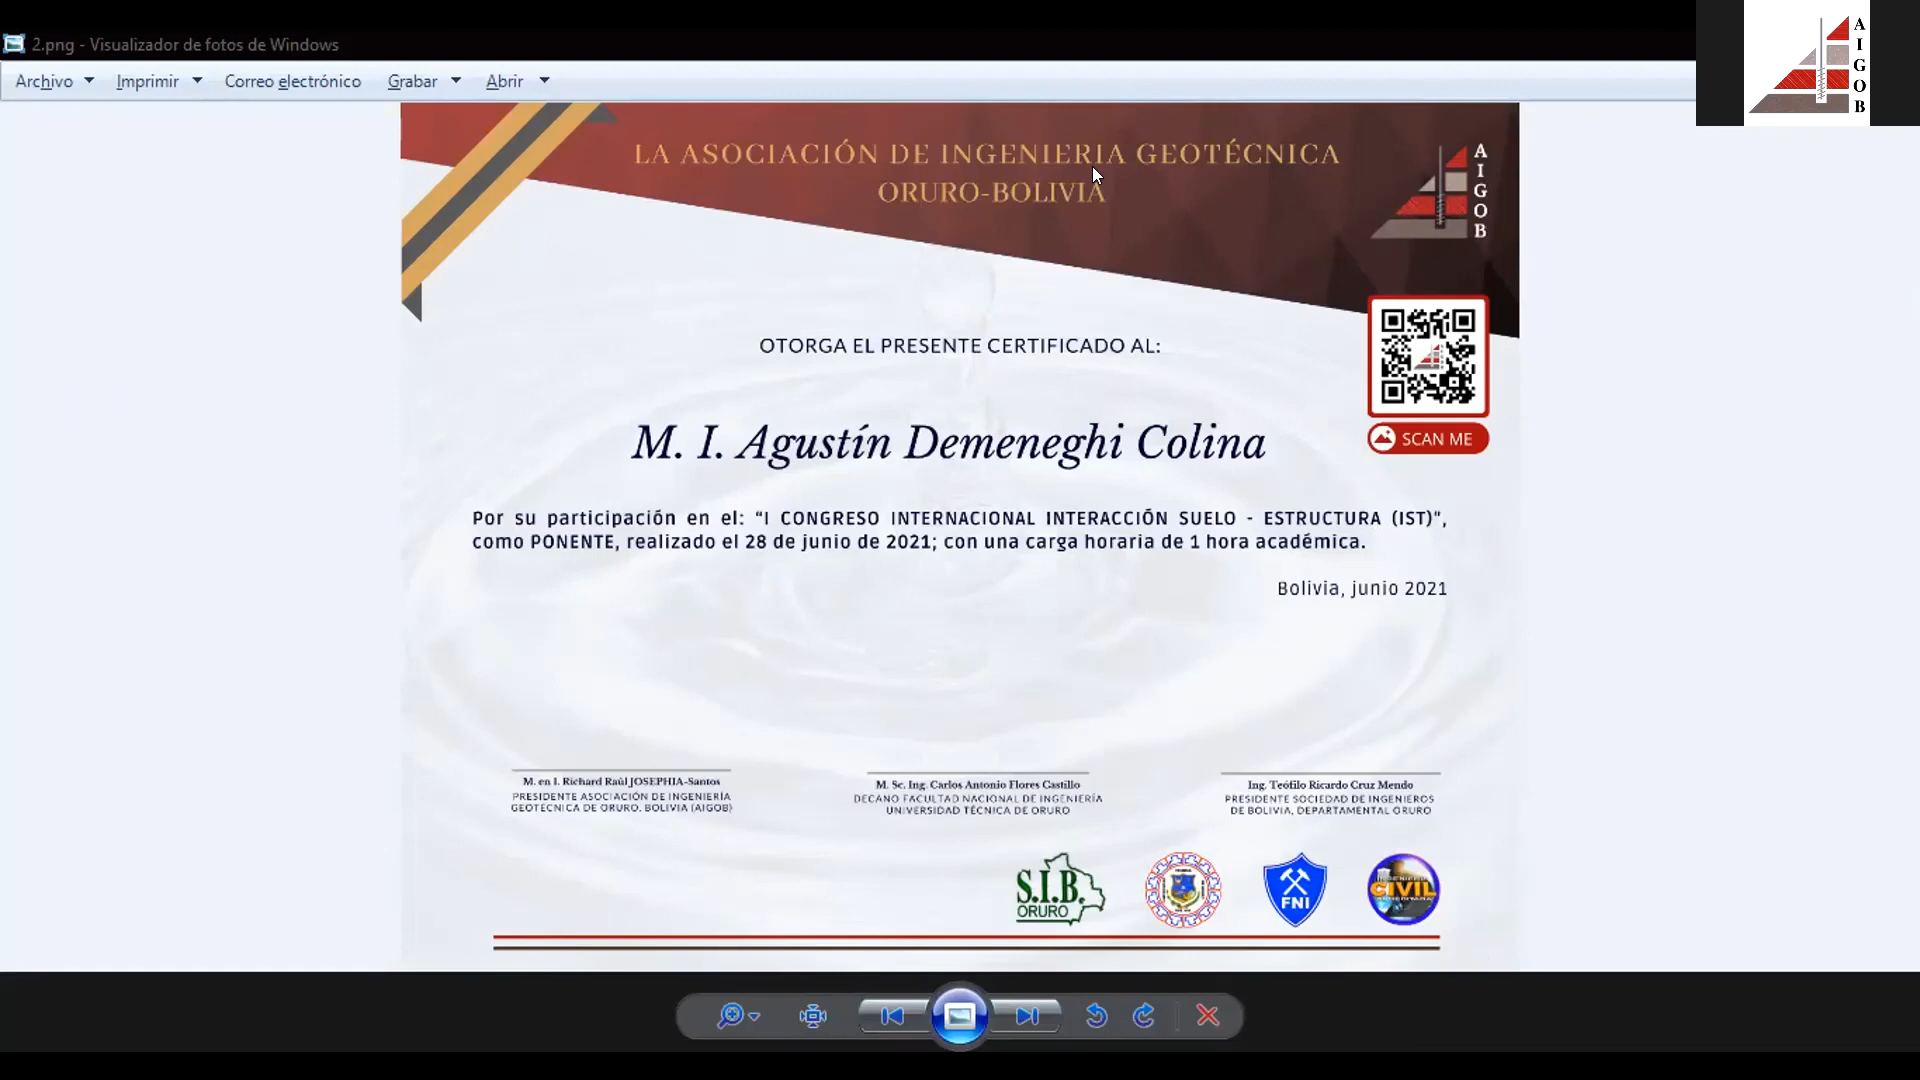 2.png - Visualizador de fotos de Windows
Archivo Imprimir Correo electrónico Grabar Abrir
AIGOB
LA ASOCIACIÓN DE INGENIERIA GEOTÉCNICA
ORURO-BOLIVIA
AIGOB
OTORGA EL PRESENTE CERTIFICADO AL:
M. I. Agustín Demeneghi Colina
SCAN ME
Por su participación en el: “I CONGRESO INTERNACIONAL INTERACCIÓN SUELO - ESTRUCTURA (IST)",
como PONENTE, realizado el 28 de junio de 2021; con una carga horaria de 1 hora académica.
Bolivia, junio 2021
M. en I. Richard Raúl JOSEPHIA-Santos
PRESIDENTE ASOCIACIÓN DE INGENIERÍA
GEOTÉCNICA DE ORURO, BOLIVIA (AIGOB)
M. Sc. Ing. Carlos Antonio Flores Castillo
DECANO FACULTAD NACIONAL DE INGENIERÍA
UNIVERSIDAD TÉCNICA DE ORURO
Ing. Teófilo Ricardo Cruz Mendo
PRESIDENTE SOCIEDAD DE INGENIEROS
DE BOLIVIA, DEPARTAMENTAL ORURO
S.I.B.
ORURO
FNI
CIVIL